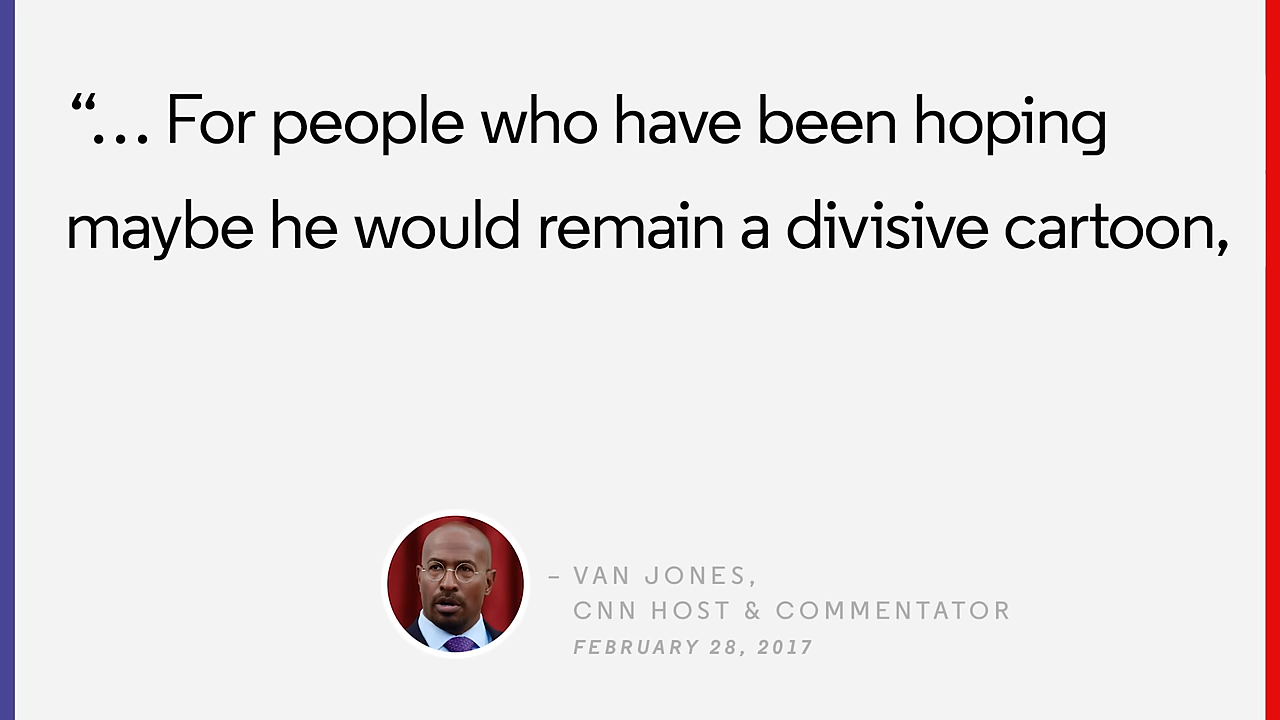 “… For people who have been hoping
maybe he would remain a divisive cartoon,
– VAN JONES,
CNN HOST & COMMENTATOR
FEBRUARY 28, 2017